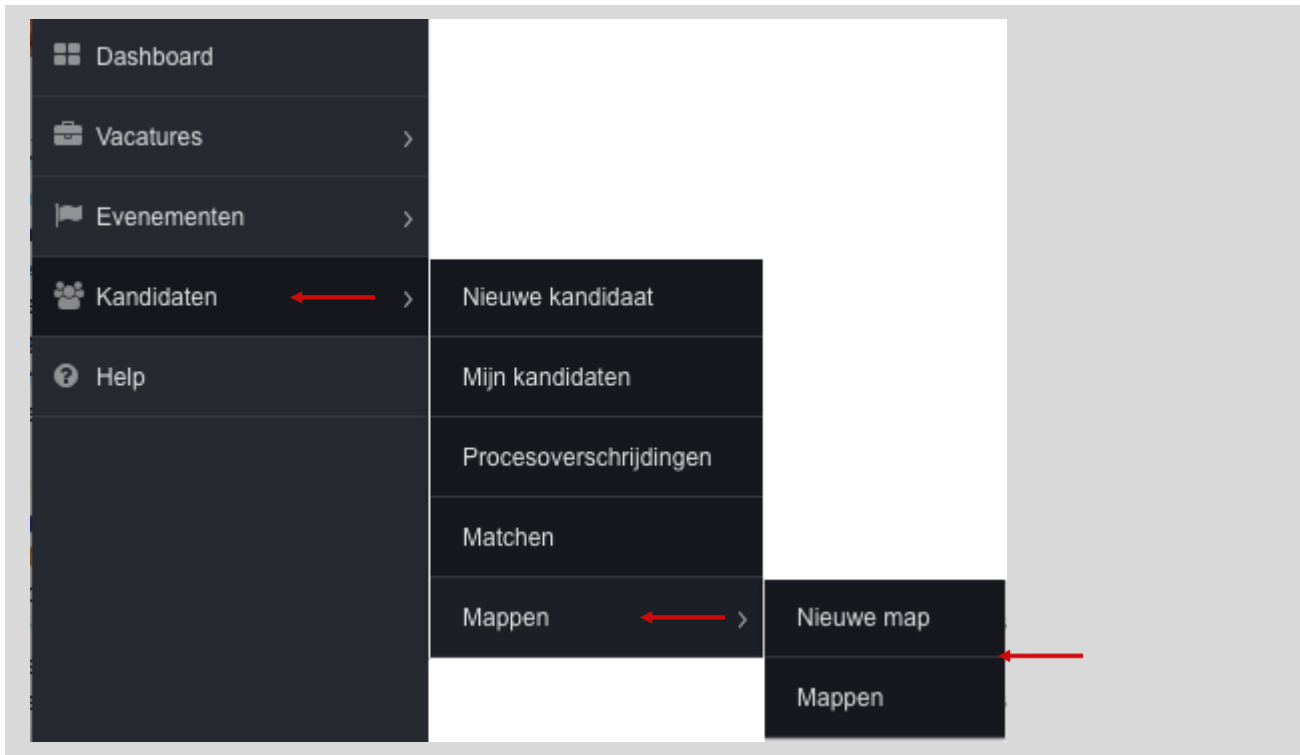 Dashboard
Vacatures
Evenementen
Kandidaten
Help
Nieuwe kandidaat
Mijn kandidaten
Procesoverschrijdingen
Matchen
Mappen
Nieuwe map
Mappen